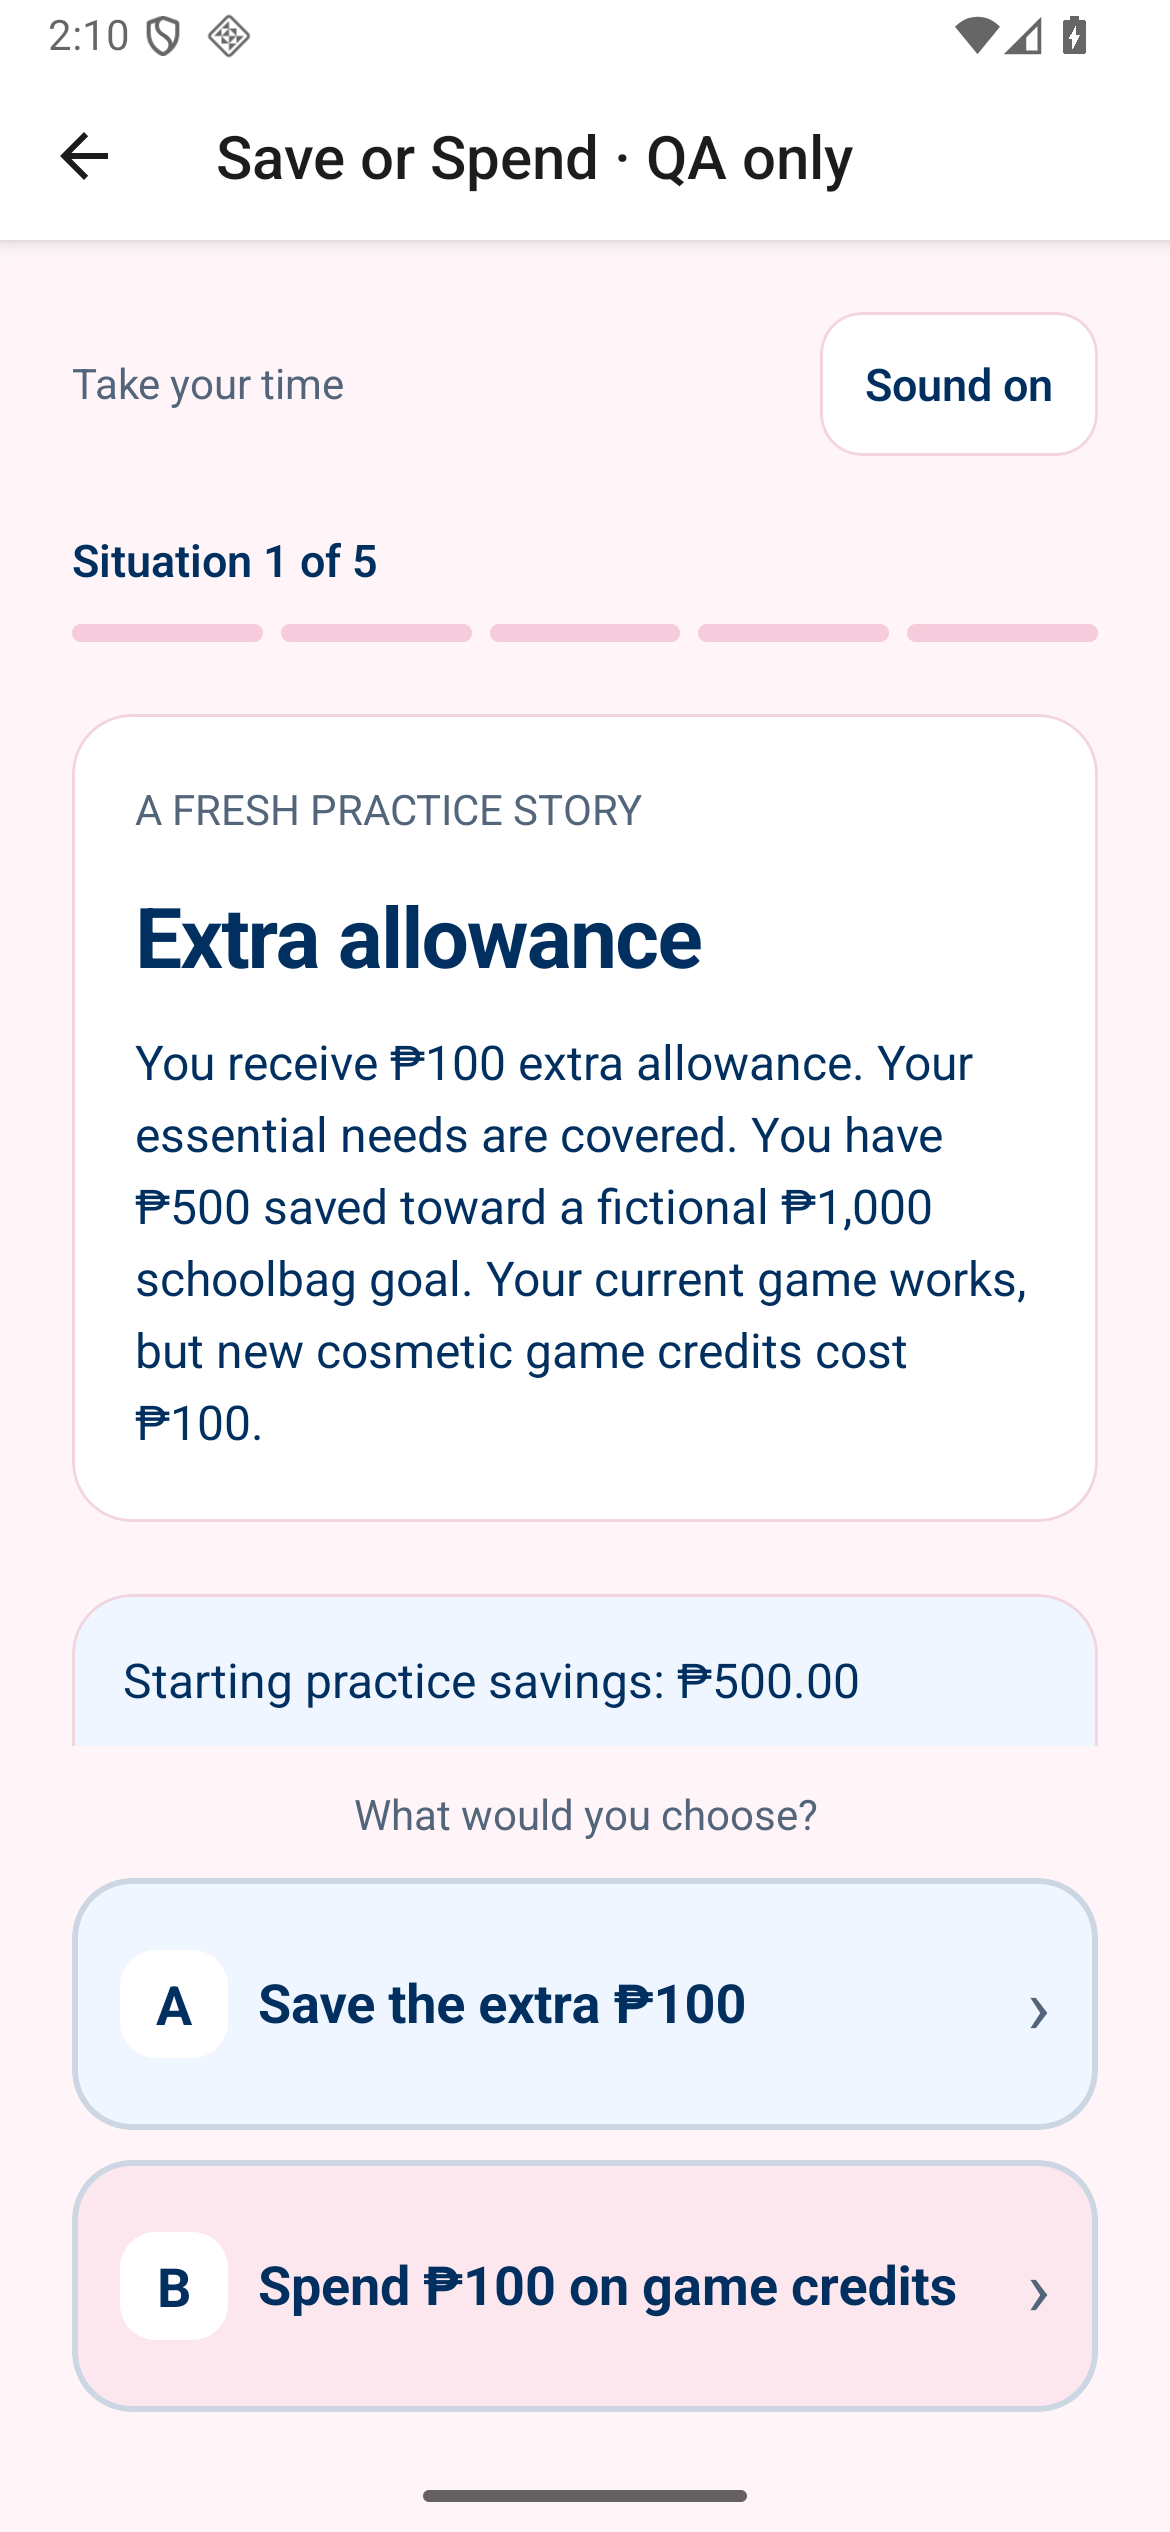 2:10
Save or Spend · QA only
Take your time
Sound on
Situation 1 of 5
A FRESH PRACTICE STORY
Extra allowance
You receive ₱100 extra allowance. Your
essential needs are covered. You have
₱500 saved toward a fictional ₱1,000
schoolbag goal. Your current game works,
but new cosmetic game credits cost
₱100.
Starting practice savings: ₱500.00
What would you choose?
A Save the extra ₱100 ›
B Spend ₱100 on game credits ›